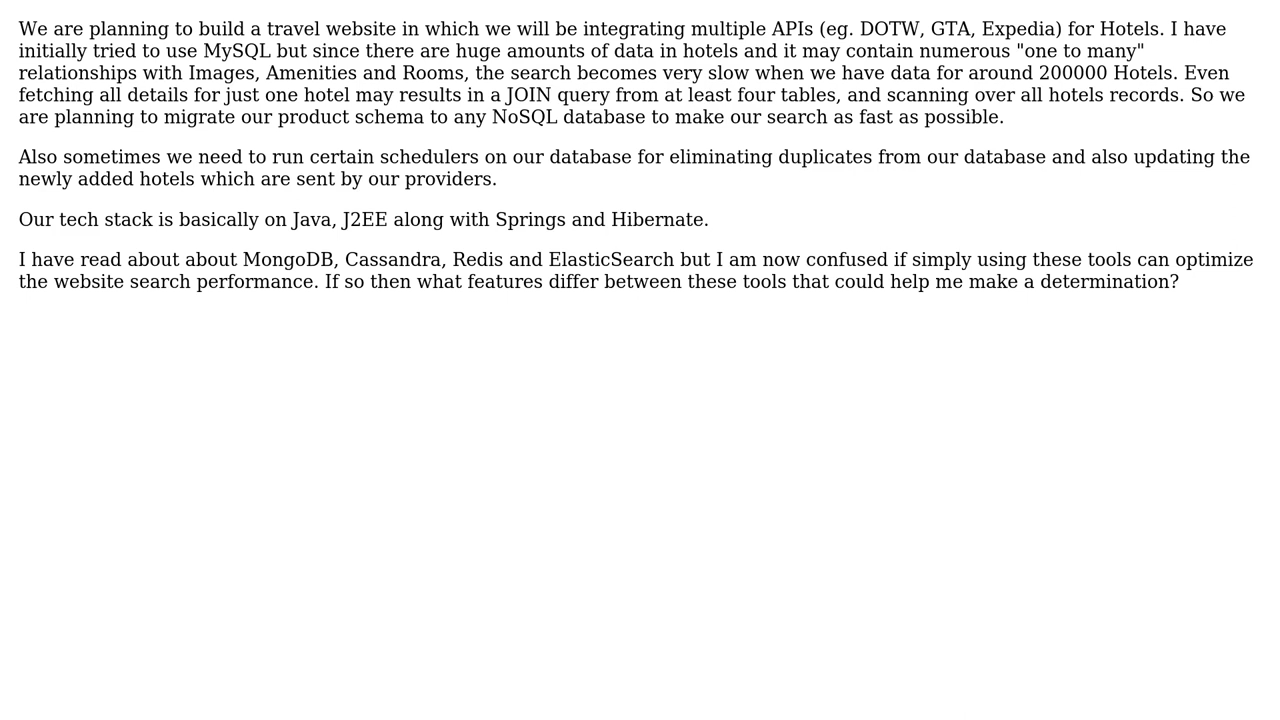 We are planning to build a travel website in which we will be integrating multiple APIs (eg. DOTW, GTA, Expedia) for Hotels. I have
initially tried to use MySQL but since there are huge amounts of data in hotels and it may contain numerous "one to many"
relationships with Images, Amenities and Rooms, the search becomes very slow when we have data for around 200000 Hotels. Even
fetching all details for just one hotel may results in a JOIN query from at least four tables, and scanning over all hotels records. So we
are planning to migrate our product schema to any NoSQL database to make our search as fast as possible.
Also sometimes we need to run certain schedulers on our database for eliminating duplicates from our database and also updating the
newly added hotels which are sent by our providers.
Our tech stack is basically on Java, J2EE along with Springs and Hibernate.
I have read about about MongoDB, Cassandra, Redis and ElasticSearch but I am now confused if simply using these tools can optimize
the website search performance. If so then what features differ between these tools that could help me make a determination?